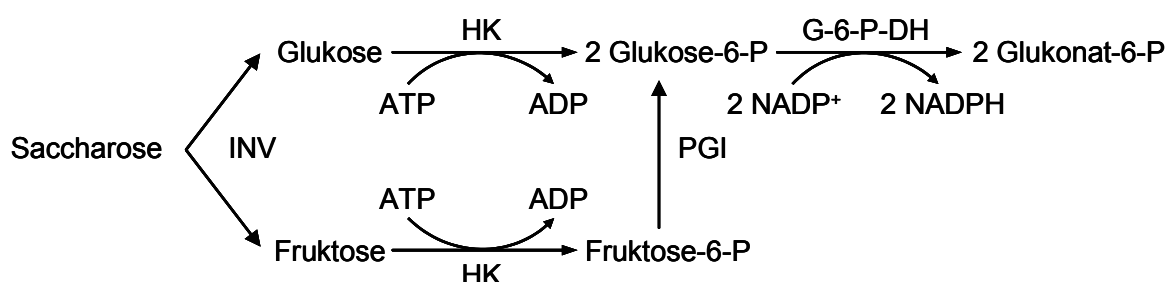 HK G-6-P-DH
Glukose 2 Glukose-6-P 2 Glukonat-6-P
ATP ADP 2 NADP⁺ 2 NADPH
Saccharose INV PGI
ATP ADP
Fruktose Fruktose-6-P
HK